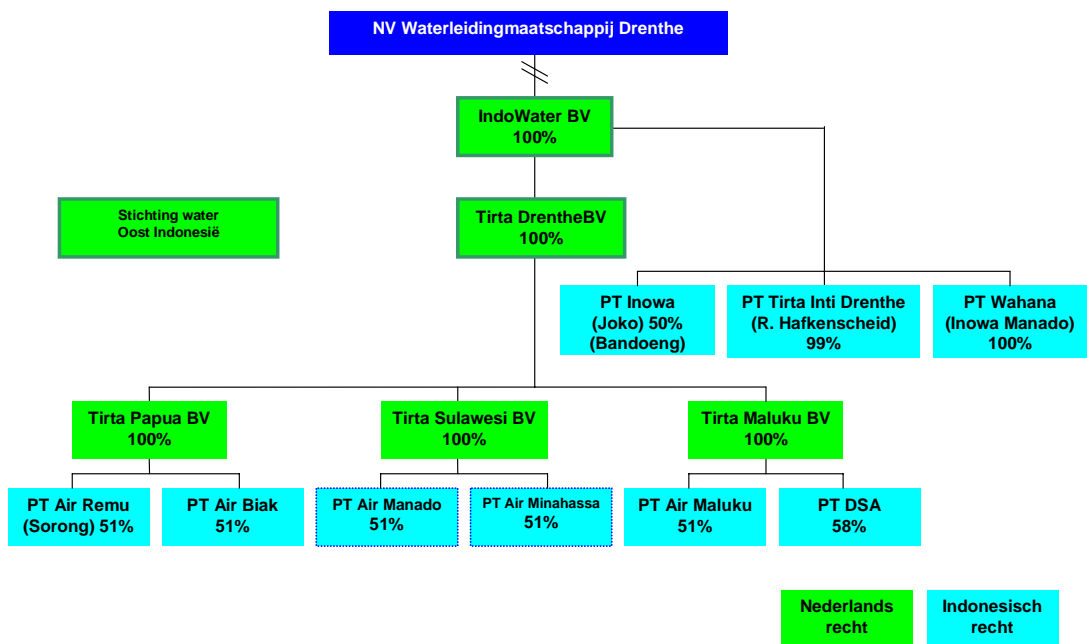 NV Waterleidingmaatschappij Drenthe
IndoWater BV
100%
Stichting water
Oost Indonesië
Tirta DrentheBV
100%
PT Inowa
(Joko) 50%
(Bandoeng)
PT Tirta Inti Drenthe
(R. Hafkenscheid)
99%
PT Wahana
(Inowa Manado)
100%
Tirta Papua BV
100%
Tirta Sulawesi BV
100%
Tirta Maluku BV
100%
PT Air Remu
(Sorong) 51%
PT Air Biak
51%
PT Air Manado
51%
PT Air Minahassa
51%
PT Air Maluku
51%
PT DSA
58%
Nederlands
recht
Indonesisch
recht